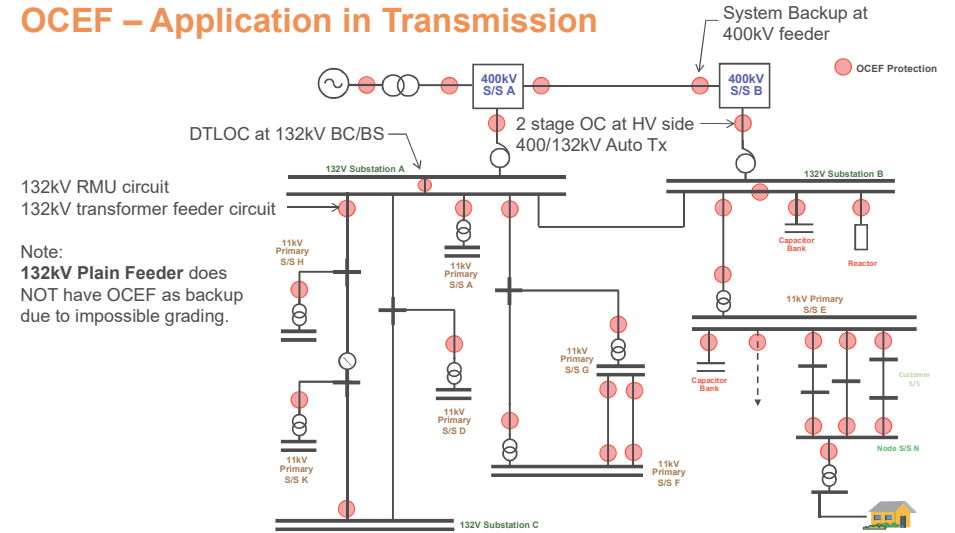 OCEF – Application in Transmission
System Backup at
400kV feeder
OCEF Protection
400kV
S/S A
400kV
S/S B
DTLOC at 132kV BC/BS
2 stage OC at HV side
400/132kV Auto Tx
132V Substation A
132V Substation B
132kV RMU circuit
132kV transformer feeder circuit
Note:
132kV Plain Feeder does
NOT have OCEF as backup
due to impossible grading.
11kV
Primary
S/S H
11kV
Primary
S/S A
Capacitor
Bank
Reactor
11kV Primary
S/S E
11kV
Primary
S/S G
Capacitor
Bank
Customer
S/S
11kV
Primary
S/S D
11kV
Primary
S/S K
11kV
Primary
S/S F
Node S/S N
132V Substation C